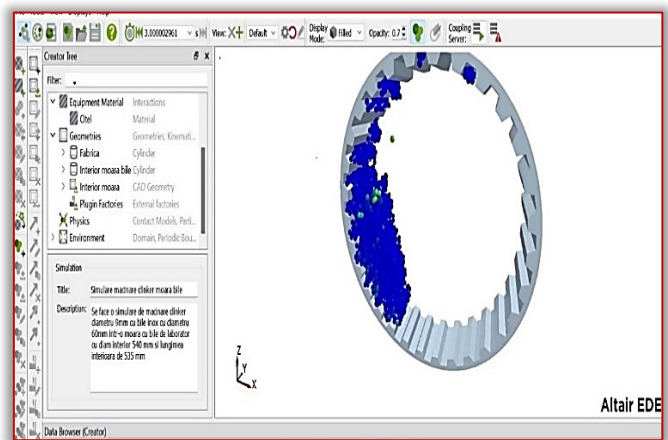 3.000002961
s
View:
Default
Display Mode:
Filled
Opacity: 0.7
Coupling Server:
Creator Tree
Filter:
Equipment Material Interactions
Otel Material
Geometries Geometries, Kinemati...
Fabrica Cylinder
Interior moara bile Cylinder
Interior moara CAD Geometry
Plugin Factories External factories
Physics Contact Models, Parti...
Environment Domain, Periodic Bou...
Simulation
Title: Simulare macinare clinker moara bile
Description: Se face o simulare de macinare clinker
diametru 9mm cu bile inox cu diametru
60mm intr-o moara cu bile de laborator
cu diam interior 540 mm si lungimea
interioara de 535 mm
Z
Y
X
Altair EDE
Data Browser (Creator)